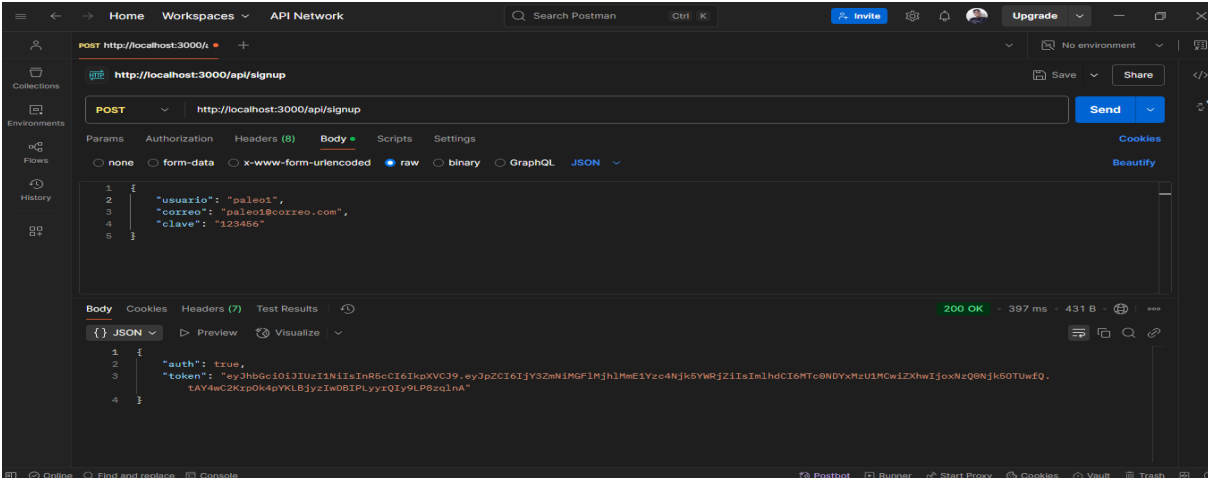 Home Workspaces API Network Search Postman Ctrl K Invite Upgrade
POST http://localhost:3000/ No environment
HTTP http://localhost:3000/api/signup Save Share
Collections
POST http://localhost:3000/api/signup Send
Environments
Params Authorization Headers (8) Body Scripts Settings Cookies
Flows
none form-data x-www-form-urlencoded raw binary GraphQL JSON Beautify
History
1 {
2 "usuario": "paleo1",
3 "correo": "paleo1@correo.com",
4 "clave": "123456"
5 }
Body Cookies Headers (7) Test Results 200 OK 397 ms 431 B
{} JSON Preview Visualize
1 {
2 "auth": true,
3 "token":
4 }
Online Find and replace Console Postbot Runner Start Proxy Cookies Vault Trash